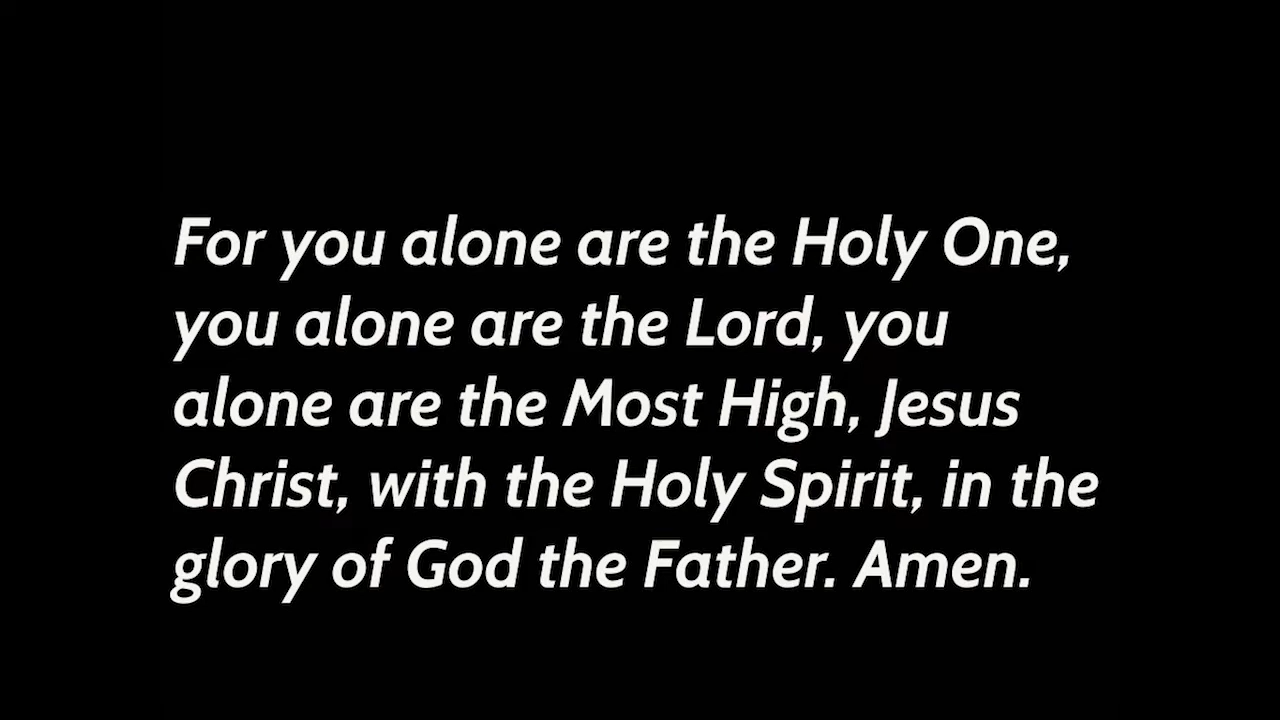 For you alone are the Holy One,
you alone are the Lord, you
alone are the Most High, Jesus
Christ, with the Holy Spirit, in the
glory of God the Father. Amen.